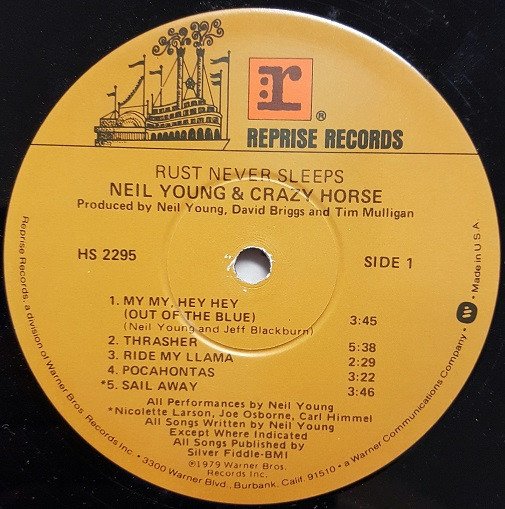 r
®
REPRISE RECORDS
RUST NEVER SLEEPS
NEIL YOUNG & CRAZY HORSE
Produced by Neil Young, David Briggs and Tim Mulligan
HS 2295
SIDE 1
1. MY MY, HEY HEY
(OUT OF THE BLUE)
(Neil Young and Jeff Blackburn) 3:45
2. THRASHER 5:38
3. RIDE MY LLAMA 2:29
4. POCAHONTAS 3:22
*5. SAIL AWAY 3:46
All Performances by Neil Young
*Nicolette Larson, Joe Osborne, Carl Himmel
All Songs Written by Neil Young
Except Where Indicated
All Songs Published by
Silver Fiddle-BMI
©1979 Warner Bros.
Records Inc.
Reprise Records, a division of Warner Bros. Records Inc. • 3300 Warner Blvd., Burbank, Calif. 91510 • a Warner Communications Company • W • Made in U.S.A.